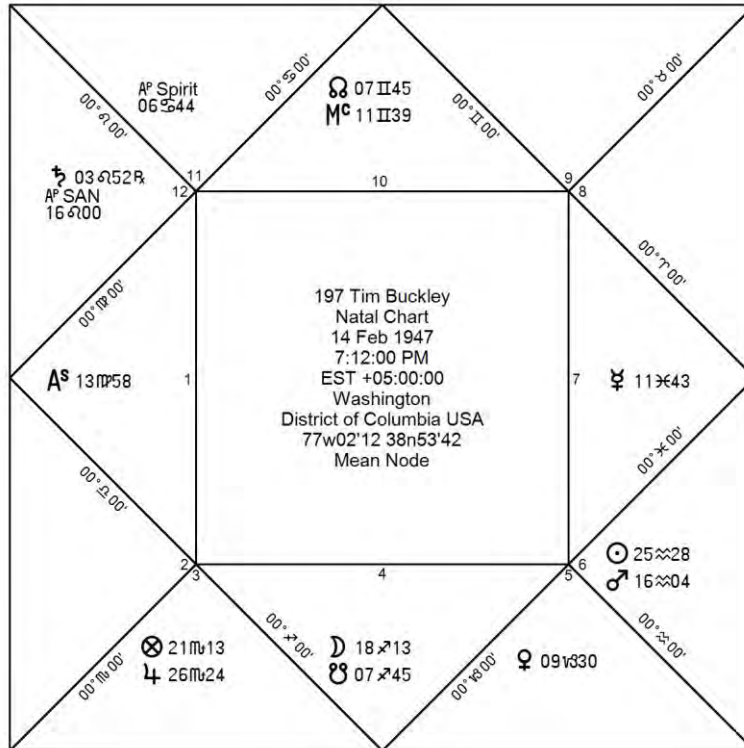 Aᴾ Spirit
06♋44
00°♋00'
☊ 07♊45
Mᶜ 11♊39
00°♊00'
00°♉00'
00°♌00'
♄ 03♌52℞
Aᴾ SAN
16♌00
11
12
10
9
8
00°♈00'
00°♍00'
Aˢ 13♍58
1
197 Tim Buckley
Natal Chart
14 Feb 1947
7:12:00 PM
EST +05:00:00
Washington
District of Columbia USA
77w02'12 38n53'42
Mean Node
7
☿ 11♓43
00°♓00'
00°♎00'
2
3
4
5
6
☉ 25♒28
♂ 16♒04
00°♏00'
⊗ 21♏13
♃ 26♏24
00°♐00'
☽ 18♐13
☋ 07♐45
00°♑00'
♀ 09♑30
00°♒00'